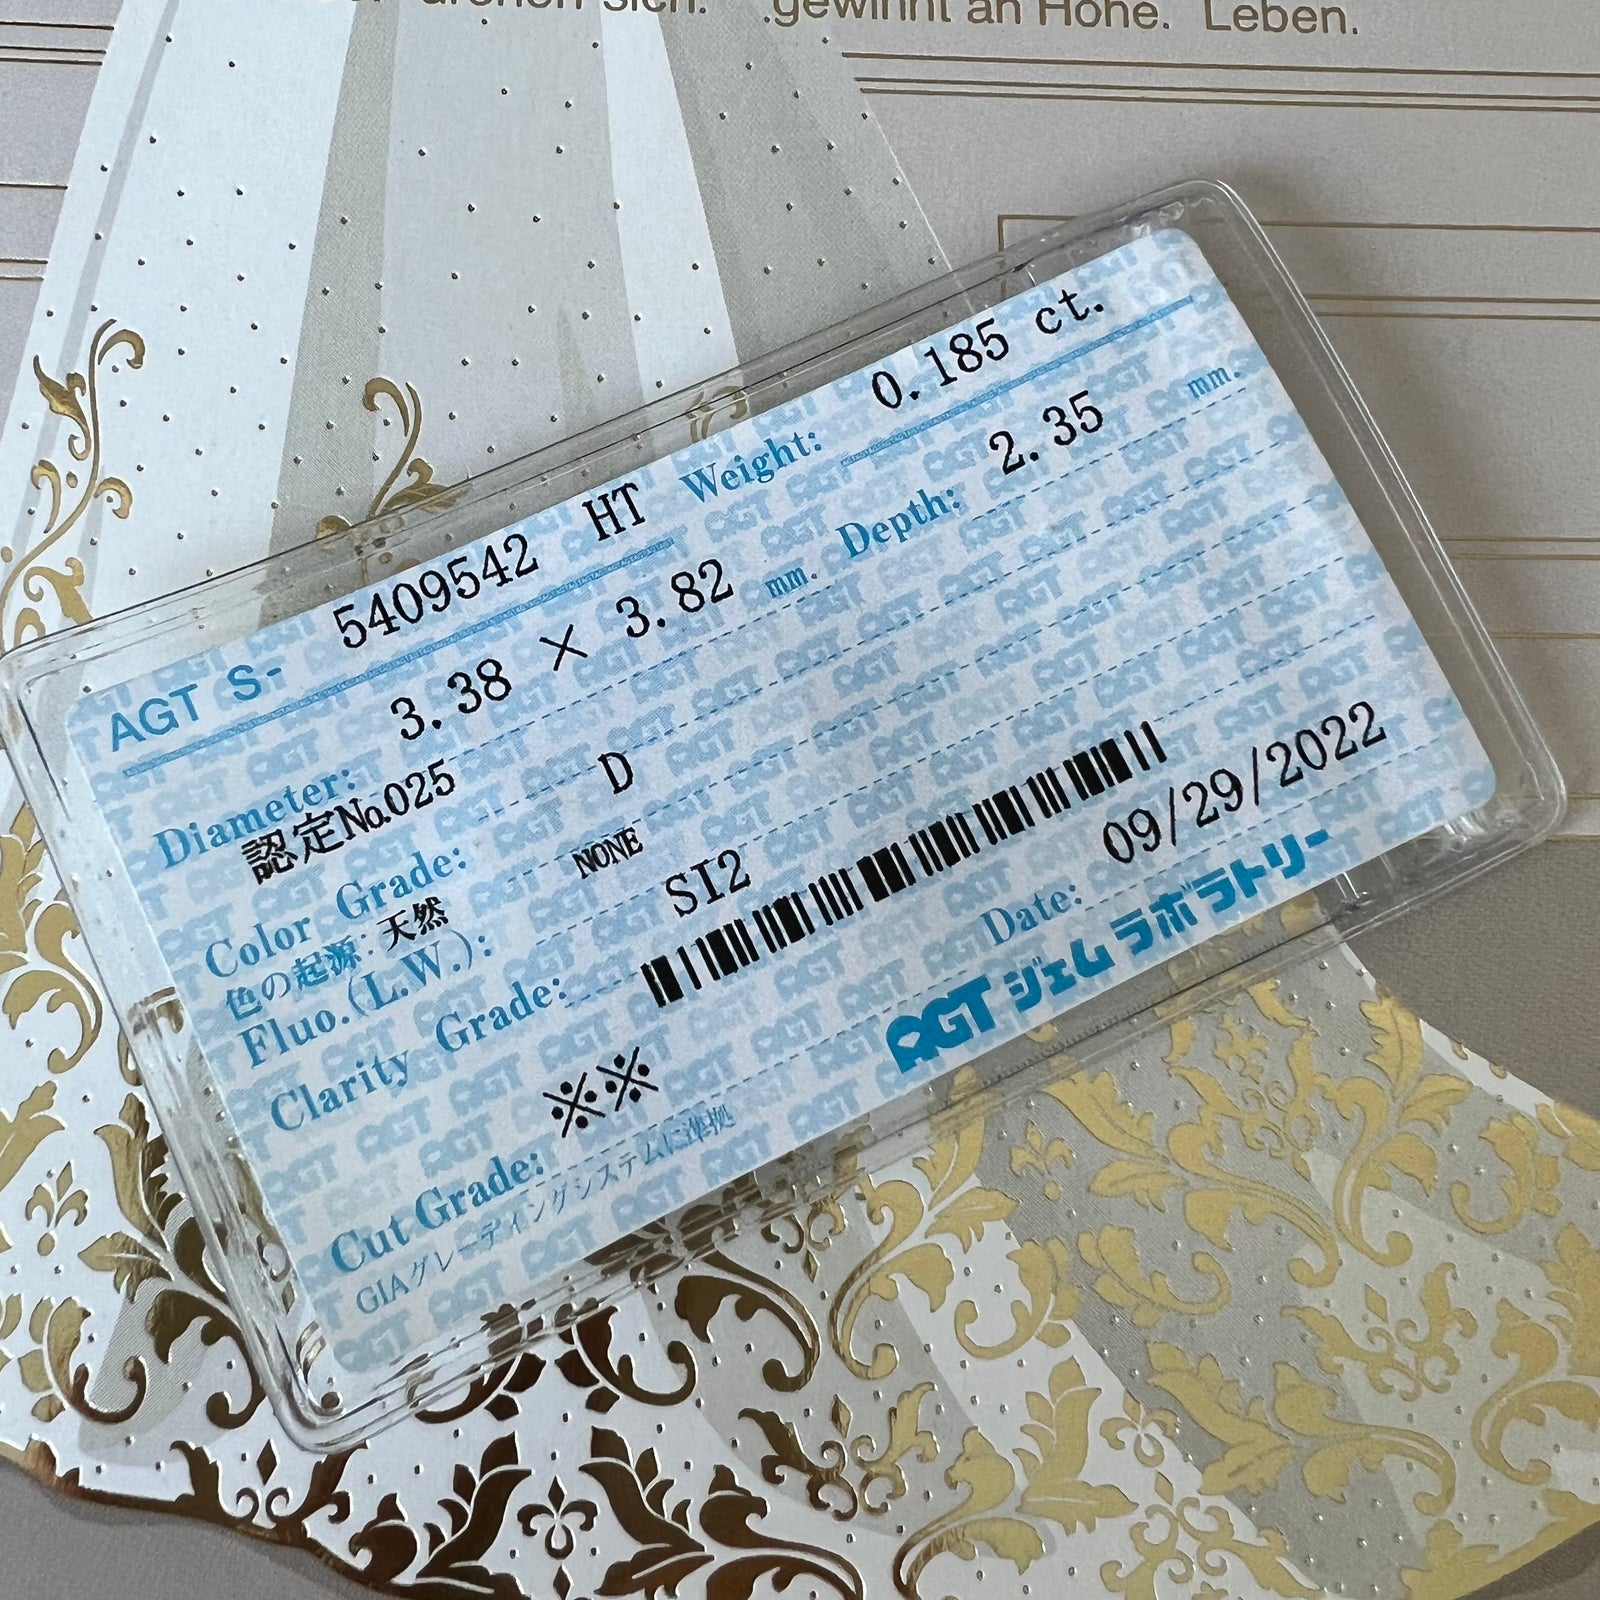 drehen sich. gewinnt an Höhe. Leben.
AGT S- 5409542 HT Weight: 0.185 ct.
Diameter: 3.38 × 3.82 mm. Depth: 2.35 mm.
認定No.025
Color Grade: D
色の起源: 天然
Fluo.(L.W.): NONE
Clarity Grade: SI2
Cut Grade: ※※ Date: 09/29/2022
GIAグレーディングシステムに準拠
AGT ジェム ラボラトリー